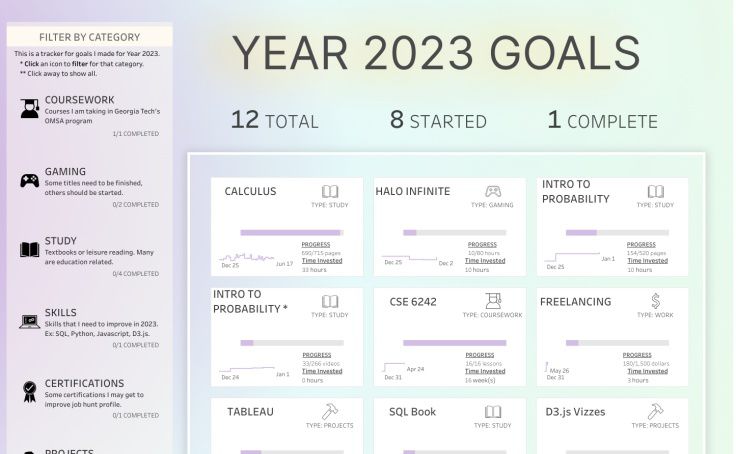 FILTER BY CATEGORY
This is a tracker for goals I made for Year 2023.
* Click an icon to filter for that category.
** Click away to show all.
COURSEWORK
Courses I am taking in Georgia Tech's
OMSA program
1/1 COMPLETED
GAMING
Some titles need to be finished,
others should be started.
0/2 COMPLETED
STUDY
Textbooks or leisure reading. Many
are education related.
0/4 COMPLETED
SKILLS
Skills that I need to improve in 2023.
Ex: SQL, Python, Javascript, D3.js.
0/1 COMPLETED
CERTIFICATIONS
Some certifications I may get to
improve job hunt profile.
0/1 COMPLETED
PROJECTS
YEAR 2023 GOALS
12 TOTAL
8 STARTED
1 COMPLETE
CALCULUS
TYPE: STUDY
PROGRESS
690/715 pages
Time Invested
33 hours
Dec 25
Jun 17
HALO INFINITE
TYPE: GAMING
PROGRESS
10/80 hours
Time Invested
10 hours
Dec 25
Dec 2
INTRO TO
PROBABILITY
TYPE: STUDY
PROGRESS
154/520 pages
Time Invested
10 hours
Dec 25
Jan 1
INTRO TO
PROBABILITY *
TYPE: STUDY
PROGRESS
33/266 videos
Time Invested
0 hours
Dec 24
Jan 1
CSE 6242
TYPE: COURSEWORK
PROGRESS
16/16 lessons
Time Invested
16 week(s)
Apr 24
Dec 31
FREELANCING
TYPE: WORK
PROGRESS
180/1,500 dollars
Time Invested
3 hours
May 26
Dec 31
TABLEAU
TYPE: PROJECTS
SQL Book
TYPE: STUDY
D3.js Vizzes
TYPE: PROJECTS